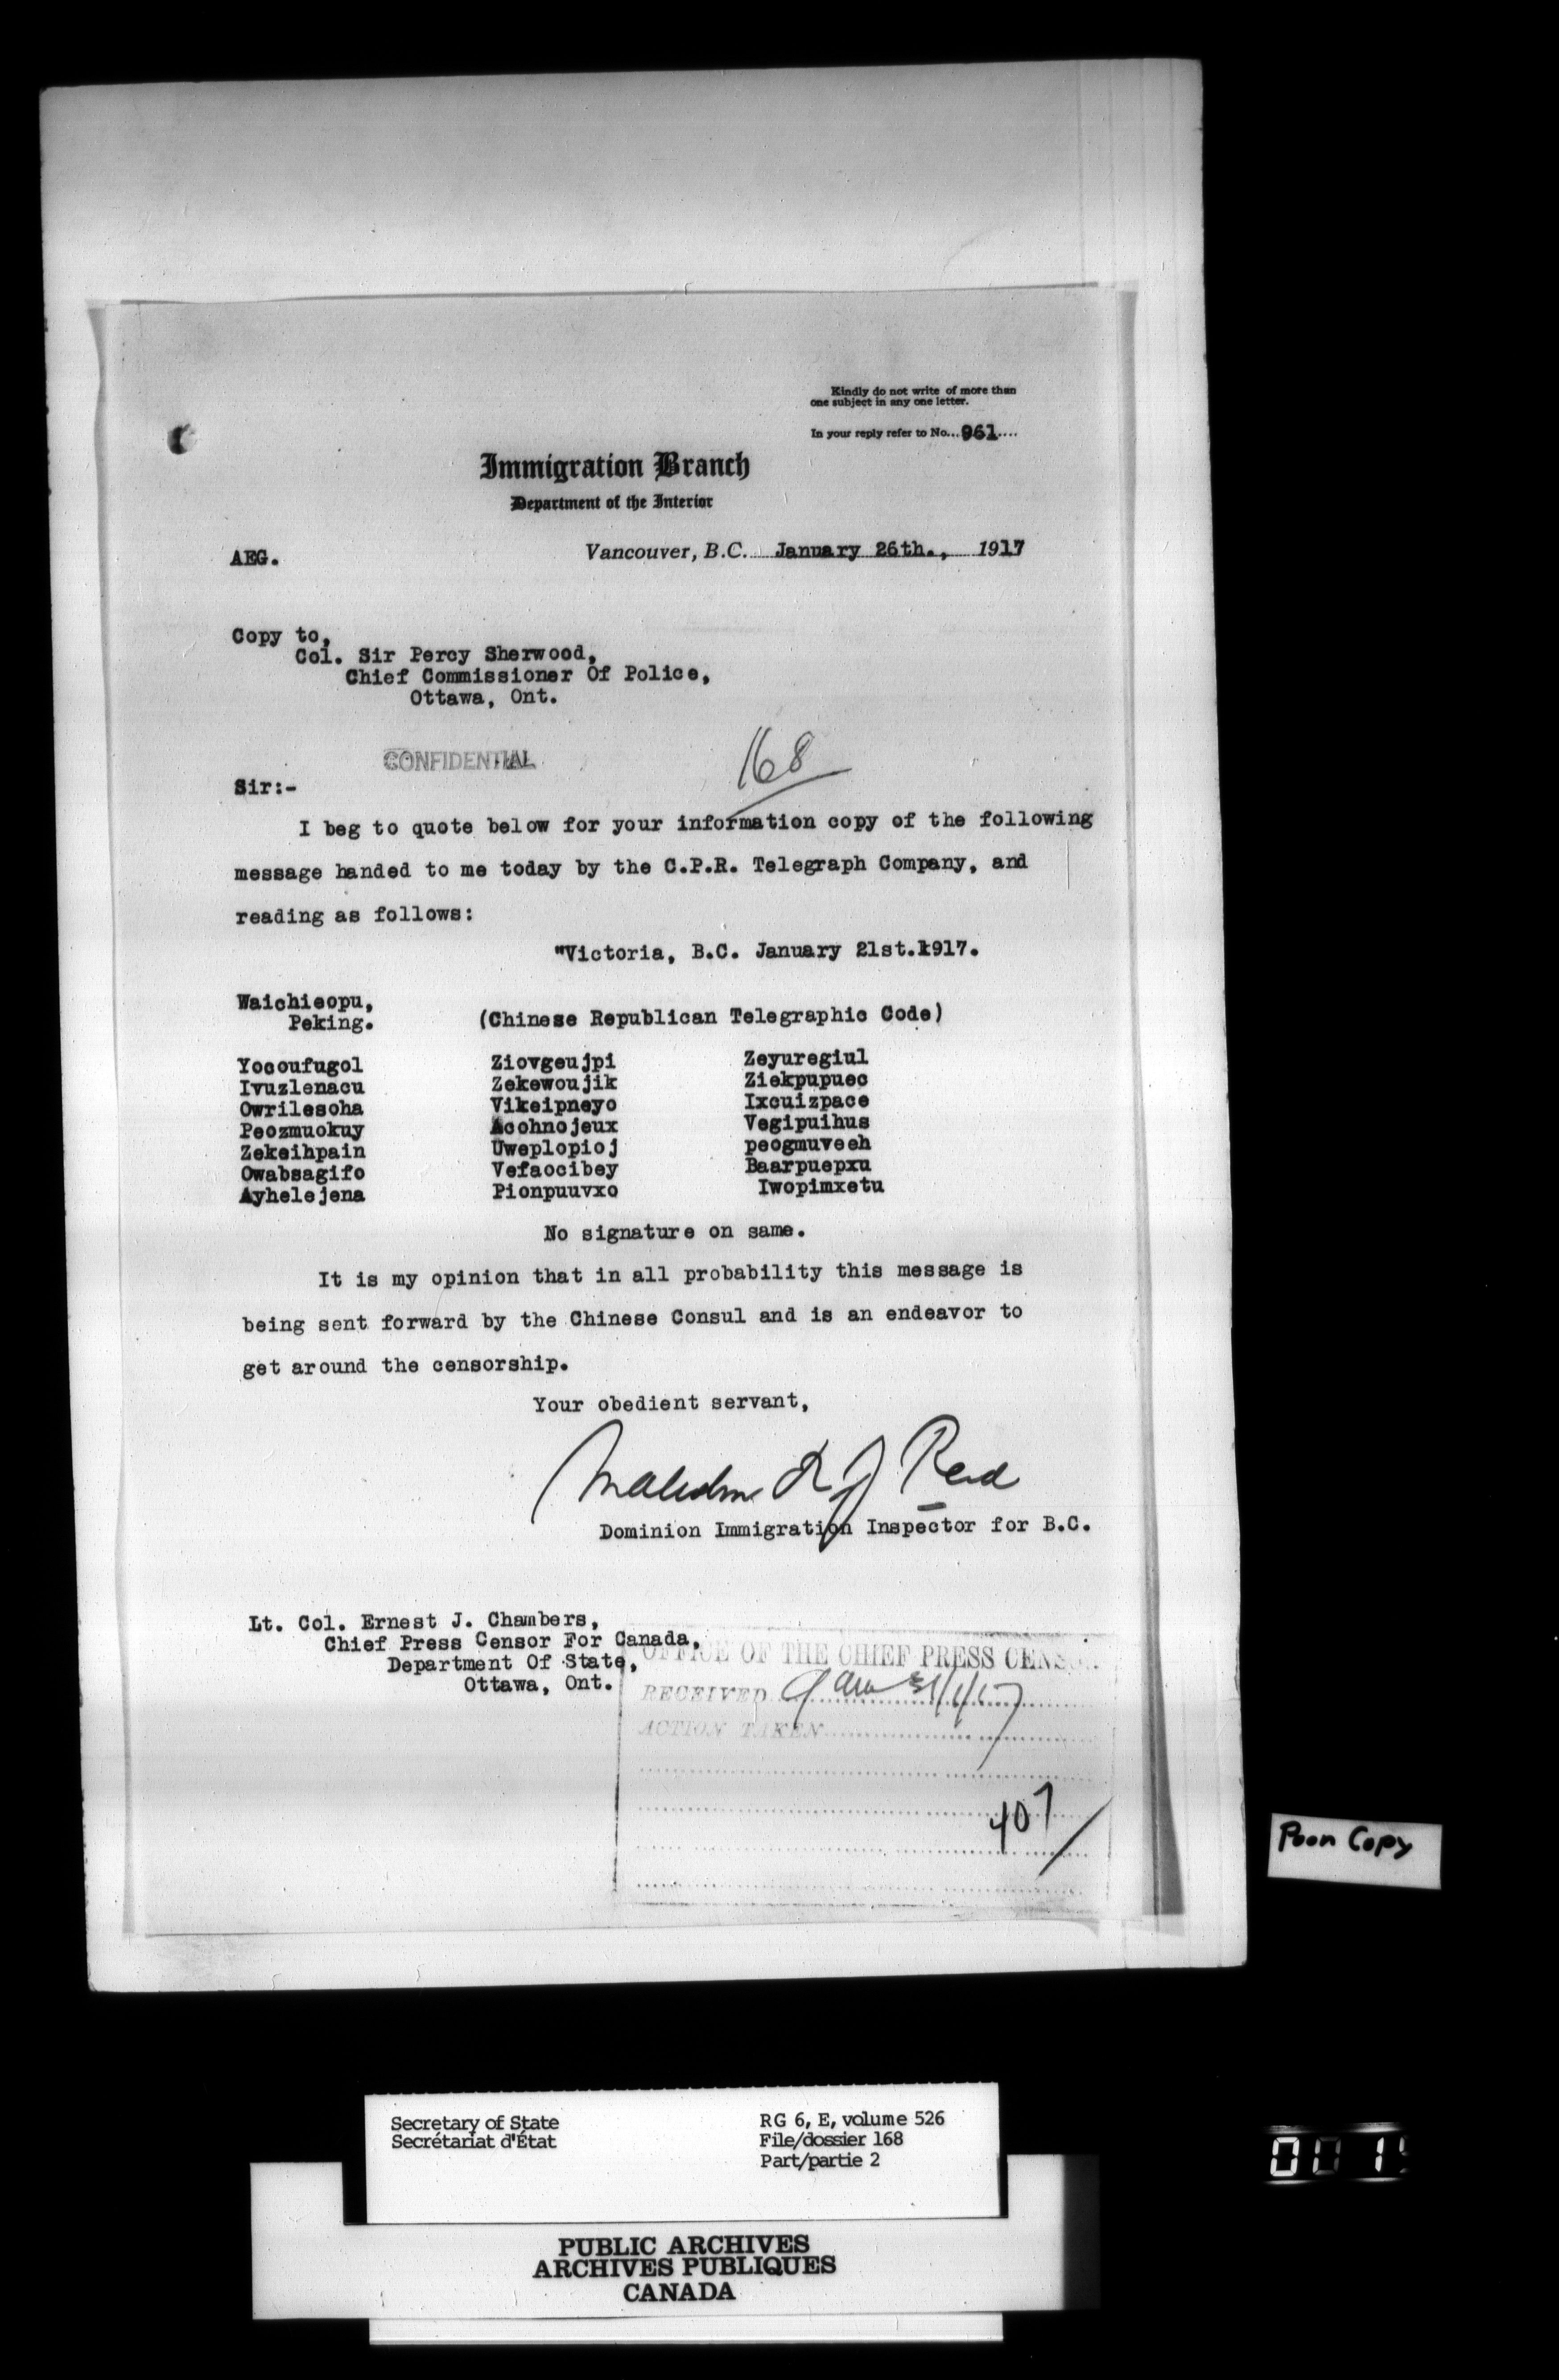 Kindly do not write of more than
one subject in any one letter.
In your reply refer to No...961....
Immigration Branch
Department of the Interior
AEG.
Vancouver, B.C. January 26th., 1917
Copy to,
Col. Sir Percy Sherwood,
Chief Commissioner Of Police,
Ottawa, Ont.
CONFIDENTIAL
168
Sir:-
I beg to quote below for your information copy of the following
message handed to me today by the C.P.R. Telegraph Company, and
reading as follows:
"Victoria, B.C. January 21st.1917.
Waichieopu,
Peking.
(Chinese Republican Telegraphic Code)
Yocoufugol Ziovgeujpi Zeyuregiul
Ivuzlenacu Zekewoujik Ziekpupuec
Owrilesoha Vikeipneyo Ixcuizpace
Peozmuokuy Acohnojeux Vegipuihus
Zekeihpain Uweplopioj peogmuveeh
Owabsagifo Vefaocibey Baarpuepxu
Ayhelejena Pionpuuvxo Iwopimxetu
No signature on same.
It is my opinion that in all probability this message is
being sent forward by the Chinese Consul and is an endeavor to
get around the censorship.
Your obedient servant,
Malcolm R J Reid
Dominion Immigration Inspector for B.C.
Lt. Col. Ernest J. Chambers,
Chief Press Censor For Canada,
Department Of State,
Ottawa, Ont.
OFFICE OF THE CHIEF PRESS CENSOR
RECEIVED 9 am 31/1/17
ACTION TAKEN
407
Poor Copy
Secretary of State
Secrétariat d'État
RG 6, E, volume 526
File/dossier 168
Part/partie 2
PUBLIC ARCHIVES
ARCHIVES PUBLIQUES
CANADA